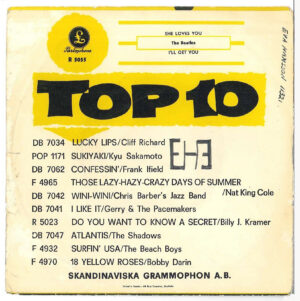 SHE LOVES YOU
The Beatles
I'LL GET YOU
Parlophone
R 5055
TOP 10
DB 7034 LUCKY LIPS/Cliff Richard
POP 1171 SUKIYAKI/Kyu Sakamoto
DB 7062 CONFESSIN'/Frank Ifield
F 4965 THOSE LAZY-HAZY-CRAZY DAYS OF SUMMER
/Nat King Cole
DB 7042 WINI-WINI/Chris Barber's Jazz Band
DB 7041 I LIKE IT/Gerry & The Pacemakers
R 5023 DO YOU WANT TO KNOW A SECRET/Billy J. Kramer
DB 7047 ATLANTIS/The Shadows
F 4932 SURFIN' USA/The Beach Boys
F 4970 18 YELLOW ROSES/Bobby Darin
SKANDINAVISKA GRAMMOPHON A.B.